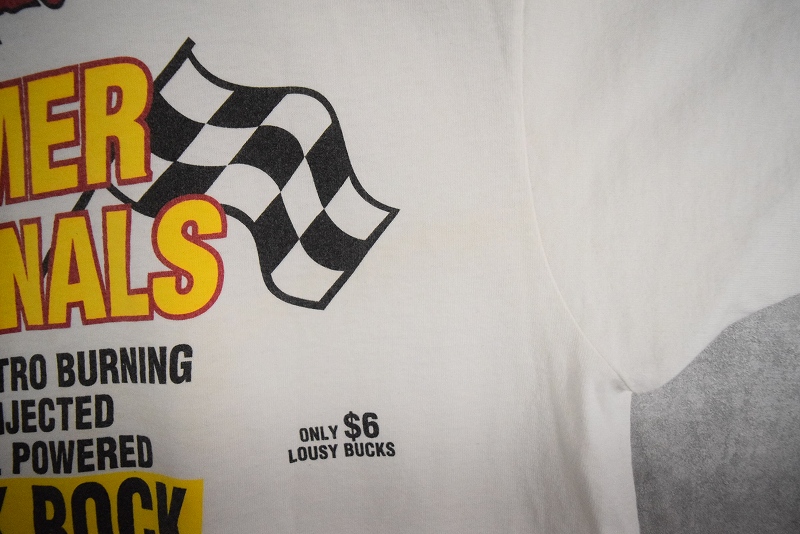 MER
NALS
TRO BURNING
JECTED
POWERED
ROCK
ONLY $6
LOUSY BUCKS